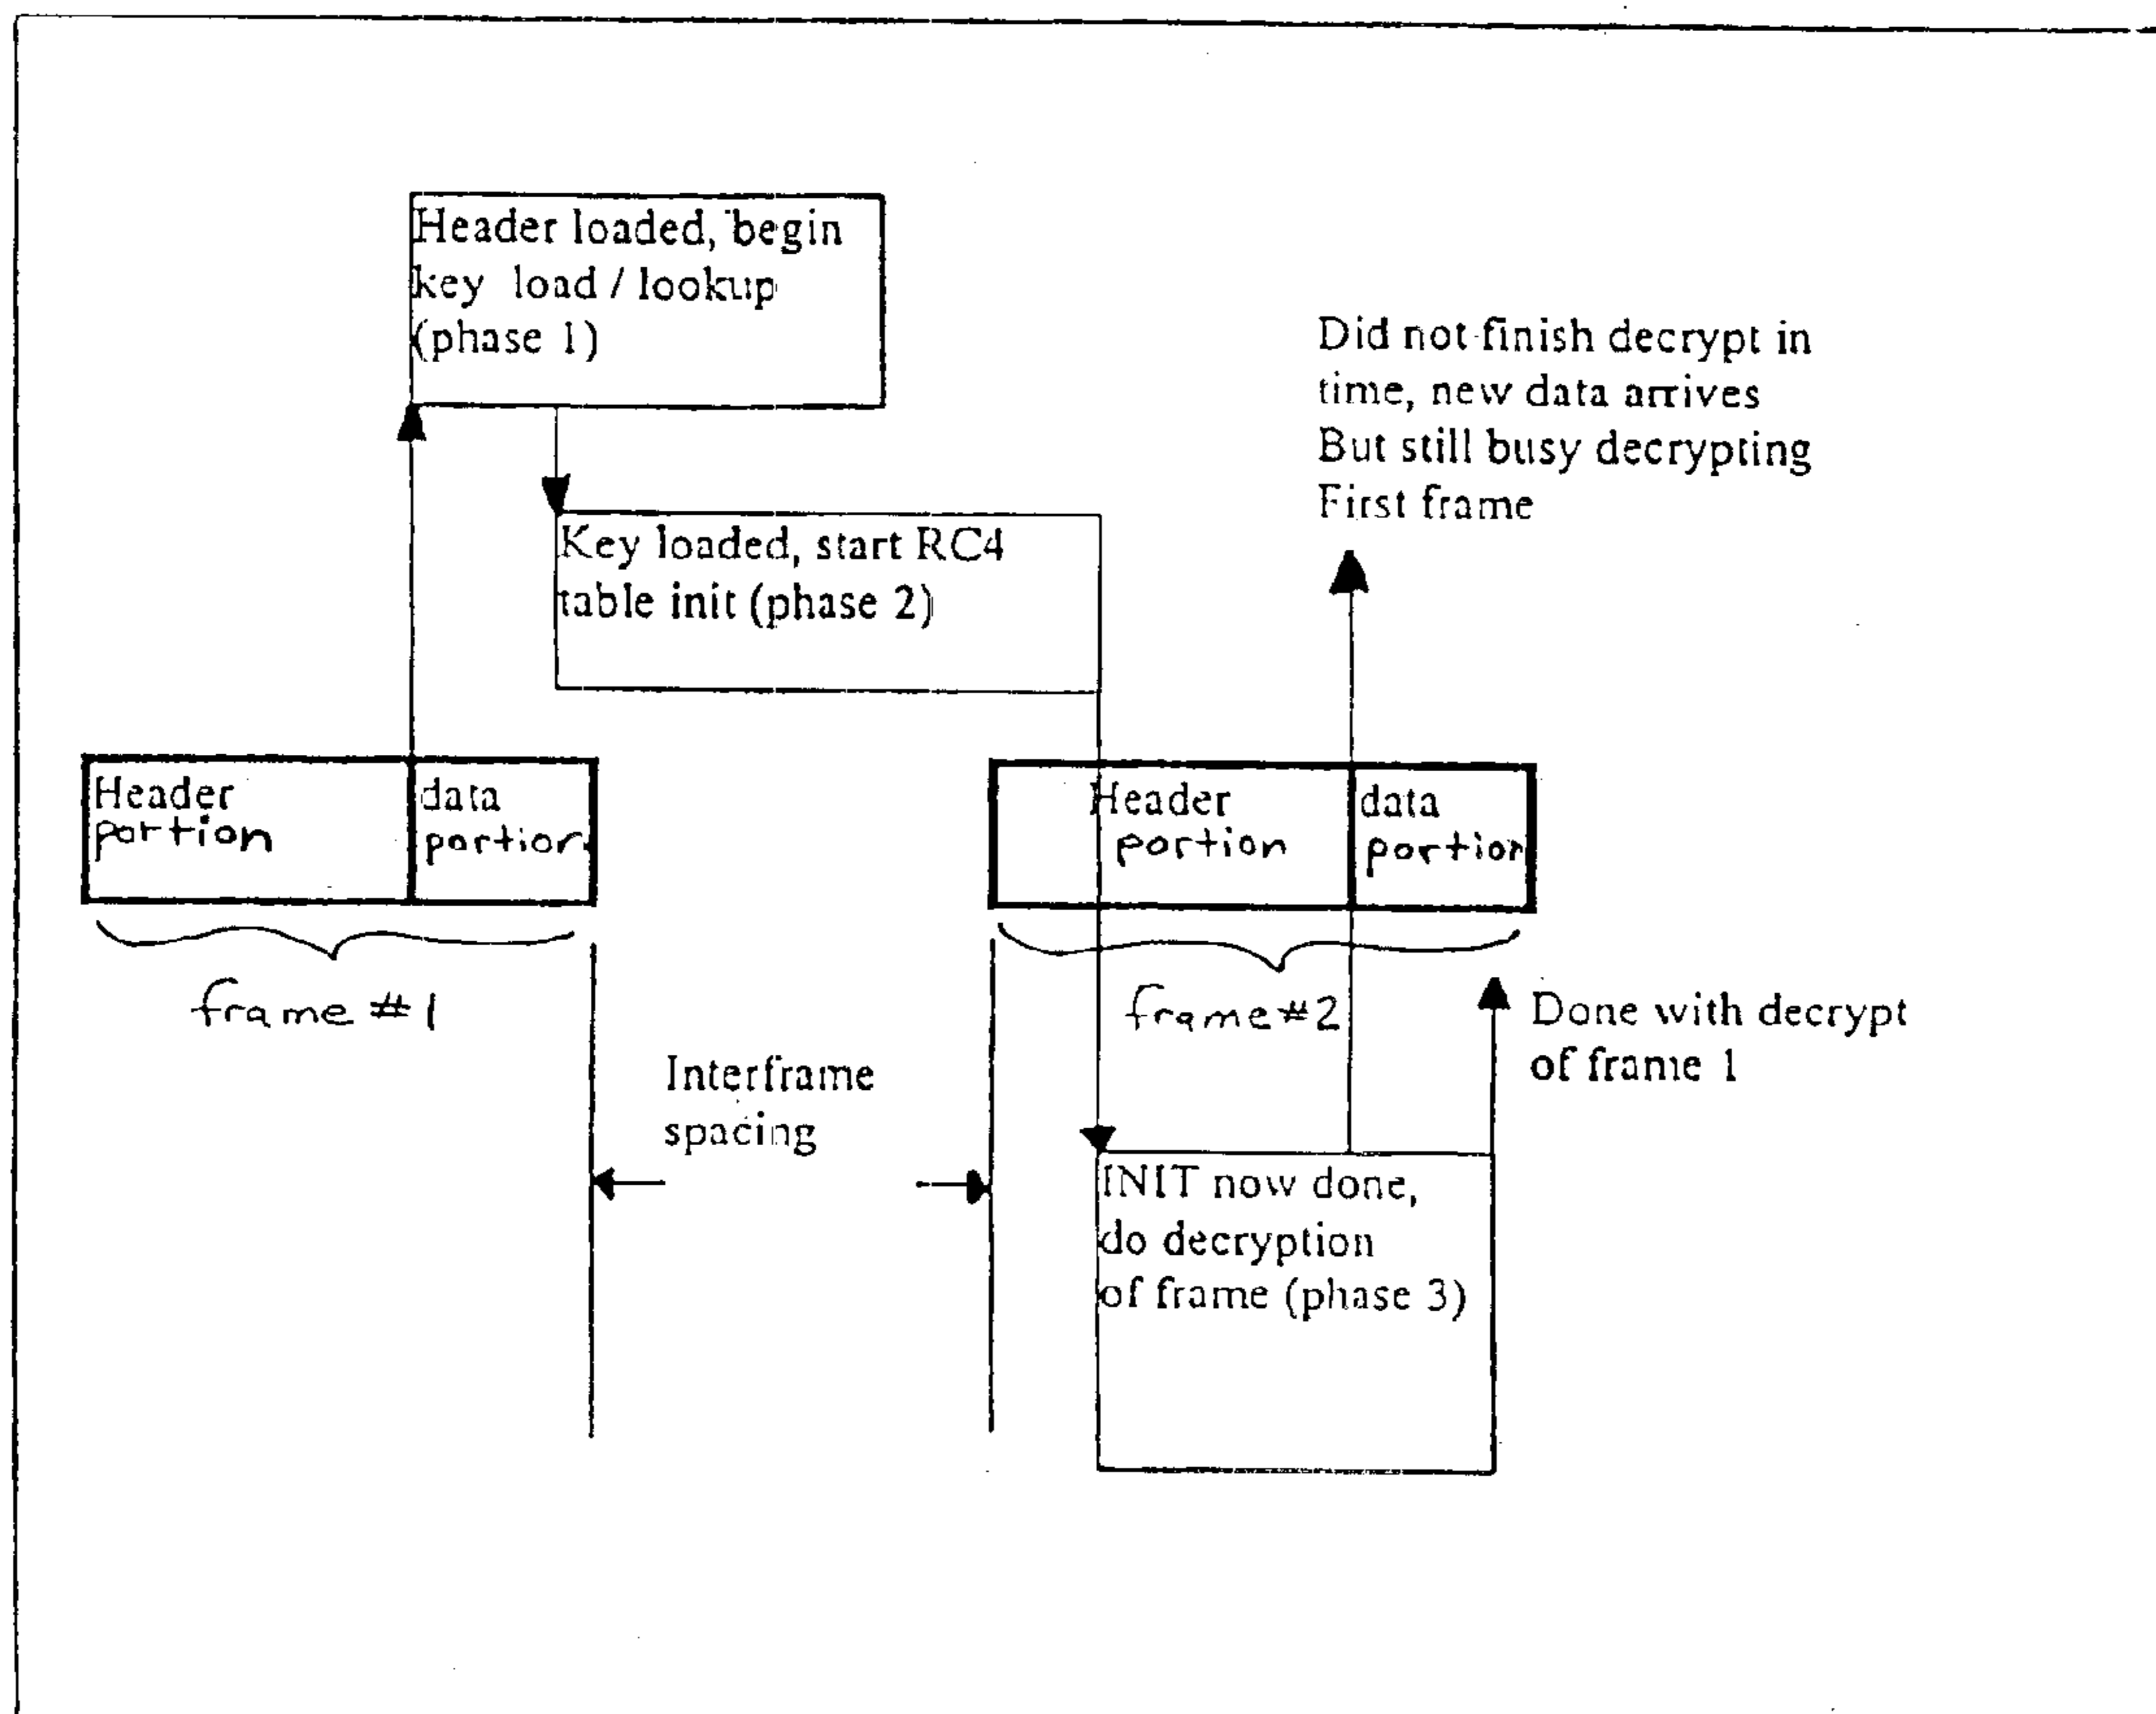 Header loaded, begin
key load / lookup
(phase 1)
Did not finish decrypt in
time, new data arrives
But still busy decrypting
First frame
Key loaded, start RC4
table init (phase 2)
Header
portion
data
portion
Header
portion
data
portion
frame #1
frame #2
Done with decrypt
of frame 1
Interframe
spacing
INIT now done,
do decryption
of frame (phase 3)